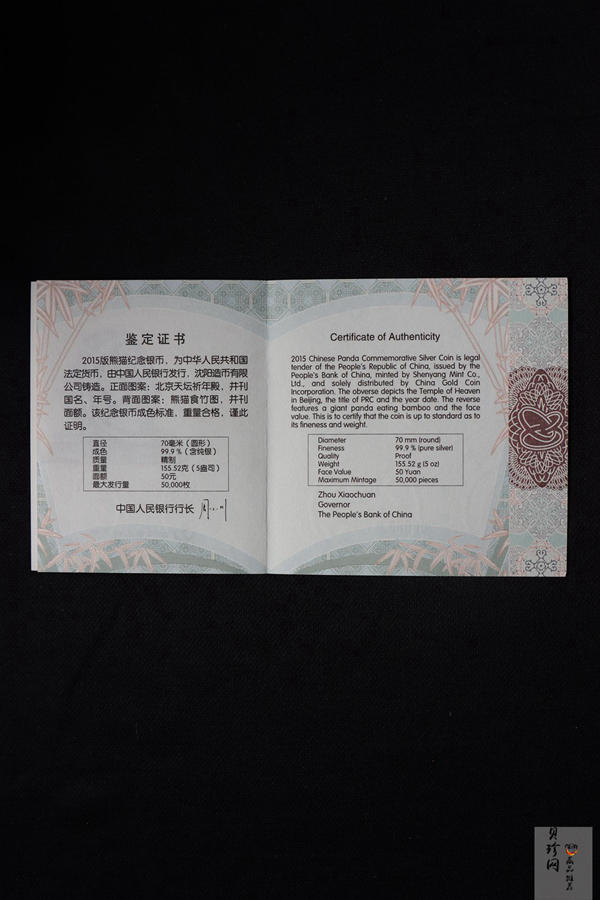 鉴定证书
2015版熊猫纪念银币，为中华人民共和国
法定货币，由中国人民银行发行，沈阳造币有限
公司铸造。正面图案：北京天坛祈年殿，并刊
国名、年号。背面图案：熊猫食竹图，并刊
面额。该纪念银币成色标准，重量合格，谨此
证明。
直径 70毫米（圆形）
成色 99.9％（含纯银）
质量 精制
重量 155.52克（5盎司）
面额 50元
最大发行量 50,000枚
中国人民银行行长
Certificate of Authenticity
2015 Chinese Panda Commemorative Silver Coin is legal
tender of the People's Republic of China, issued by the
People's Bank of China, minted by Shenyang Mint Co.,
Ltd., and solely distributed by China Gold Coin
Incorporation. The obverse depicts the Temple of Heaven
in Beijing, the title of PRC and the year date. The reverse
features a giant panda eating bamboo and the face
value. This is to certify that the coin is up to standard as to
its fineness and weight.
Diameter 70 mm (round)
Fineness 99.9 % (pure silver)
Quality Proof
Weight 155.52 g (5 oz)
Face Value 50 Yuan
Maximum Mintage 50,000 pieces
Zhou Xiaochuan
Governor
The People's Bank of China
贝珍网
藏品推荐